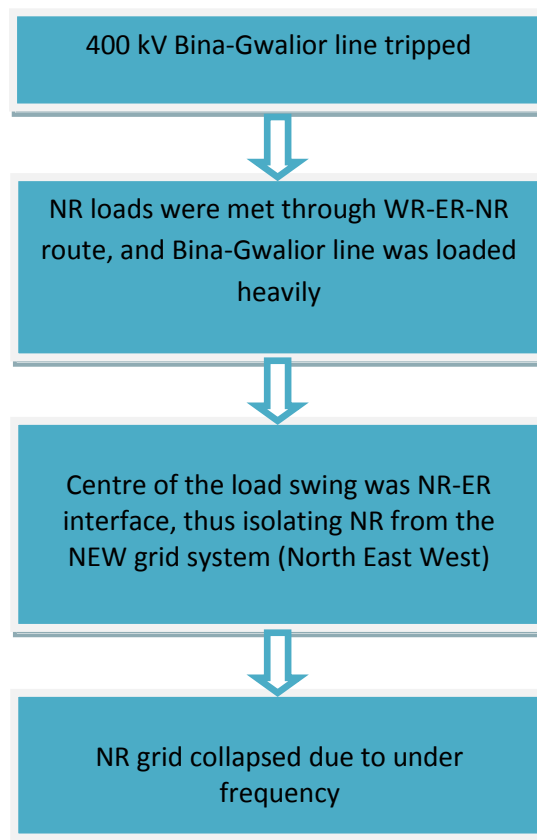 400 kV Bina-Gwalior line tripped
NR loads were met through WR-ER-NR
route, and Bina-Gwalior line was loaded
heavily
Centre of the load swing was NR-ER
interface, thus isolating NR from the
NEW grid system (North East West)
NR grid collapsed due to under
frequency